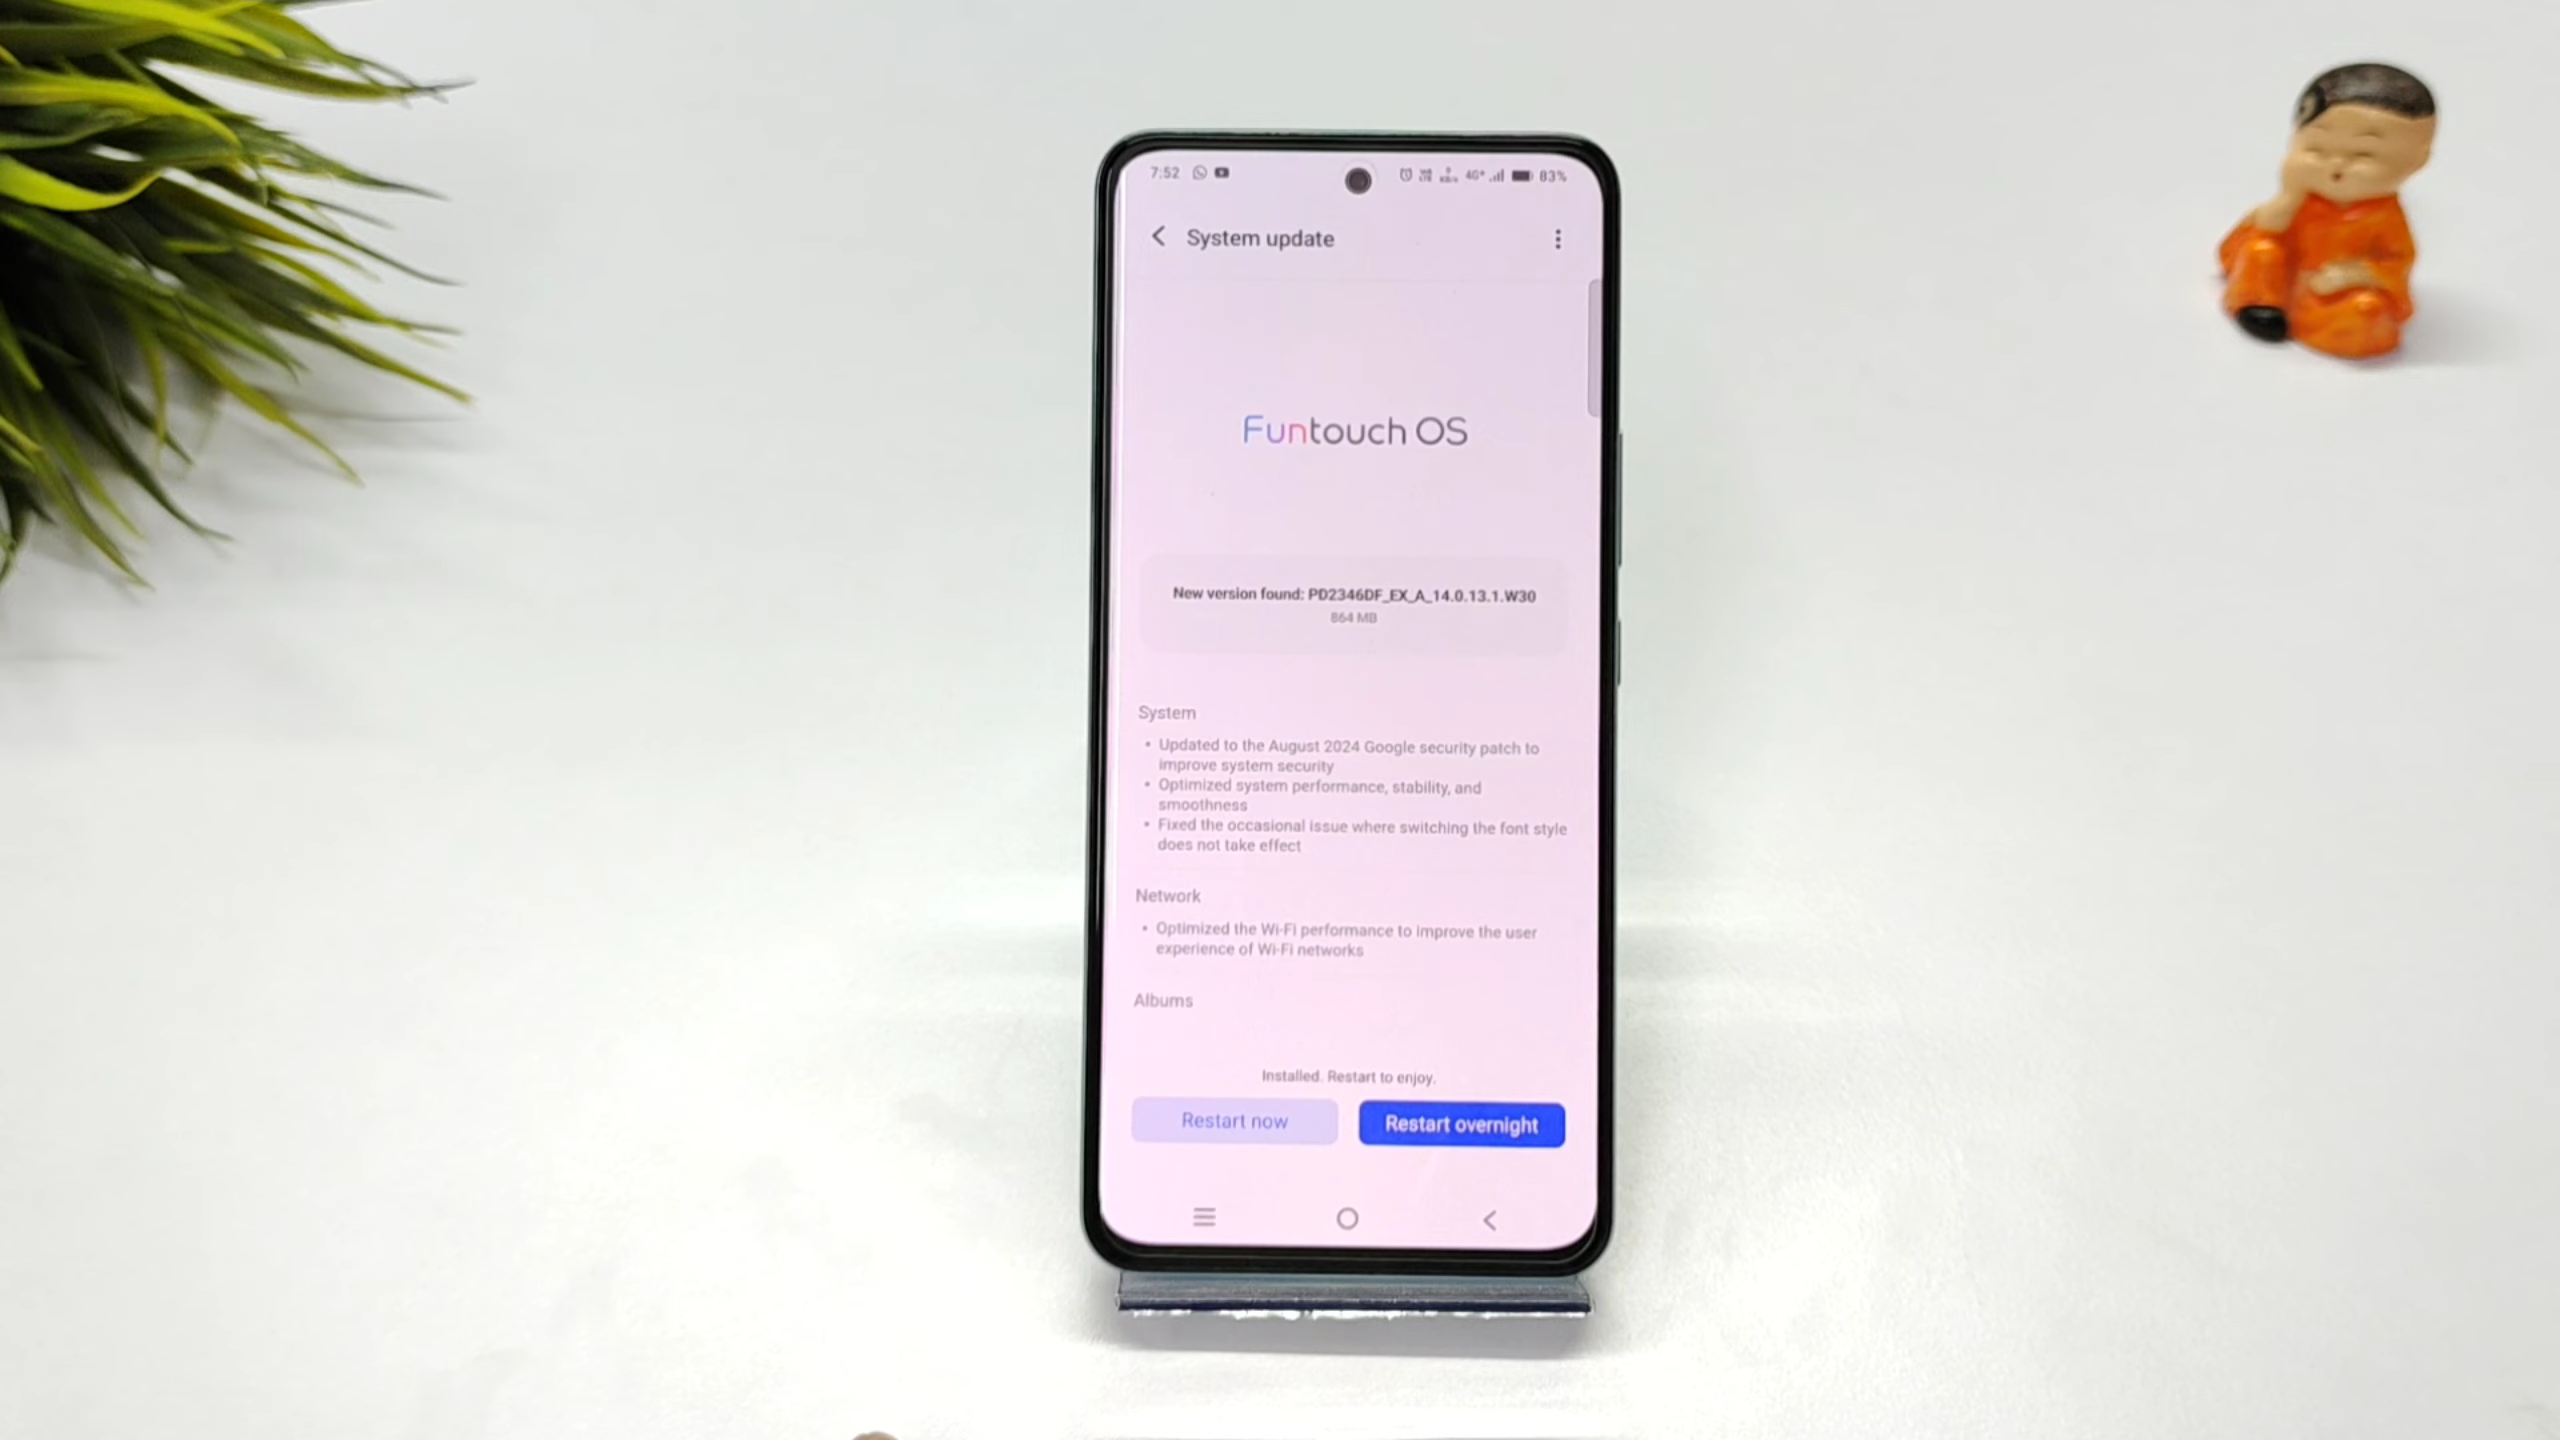 7:52
4G+ 83%
System update
Funtouch OS
New version found: PD2346DF_EX_A_14.0.13.1.W30
864 MB
System
• Updated to the August 2024 Google security patch to
improve system security
• Optimized system performance, stability, and
smoothness
• Fixed the occasional issue where switching the font style
does not take effect
Network
• Optimized the Wi-Fi performance to improve the user
experience of Wi-Fi networks
Albums
Installed. Restart to enjoy.
Restart now
Restart overnight